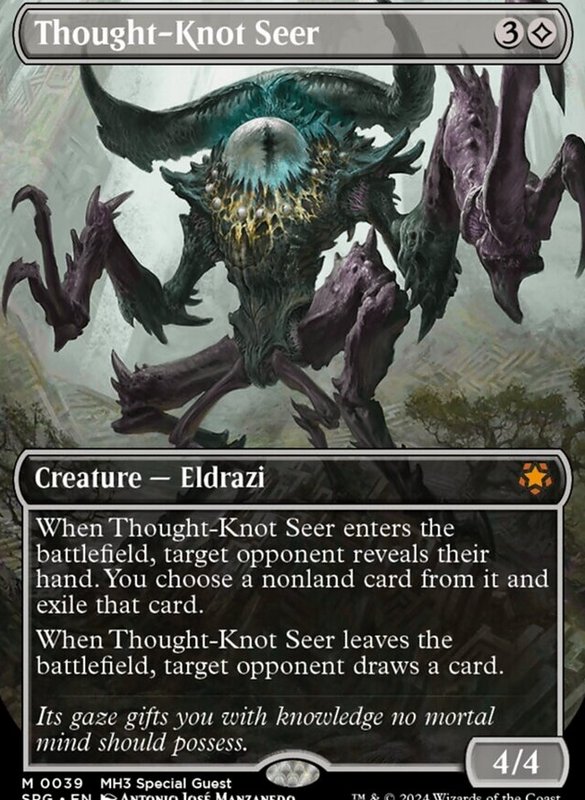 Thought-Knot Seer 3
Creature — Eldrazi
When Thought-Knot Seer enters the
battlefield, target opponent reveals their
hand. You choose a nonland card from it and
exile that card.
When Thought-Knot Seer leaves the
battlefield, target opponent draws a card.
Its gaze gifts you with knowledge no mortal
mind should possess.
4/4
M 0039 MH3 Special Guest
SPG • EN Antonio José Manzanedo ™ & © 2024 Wizards of the Coast